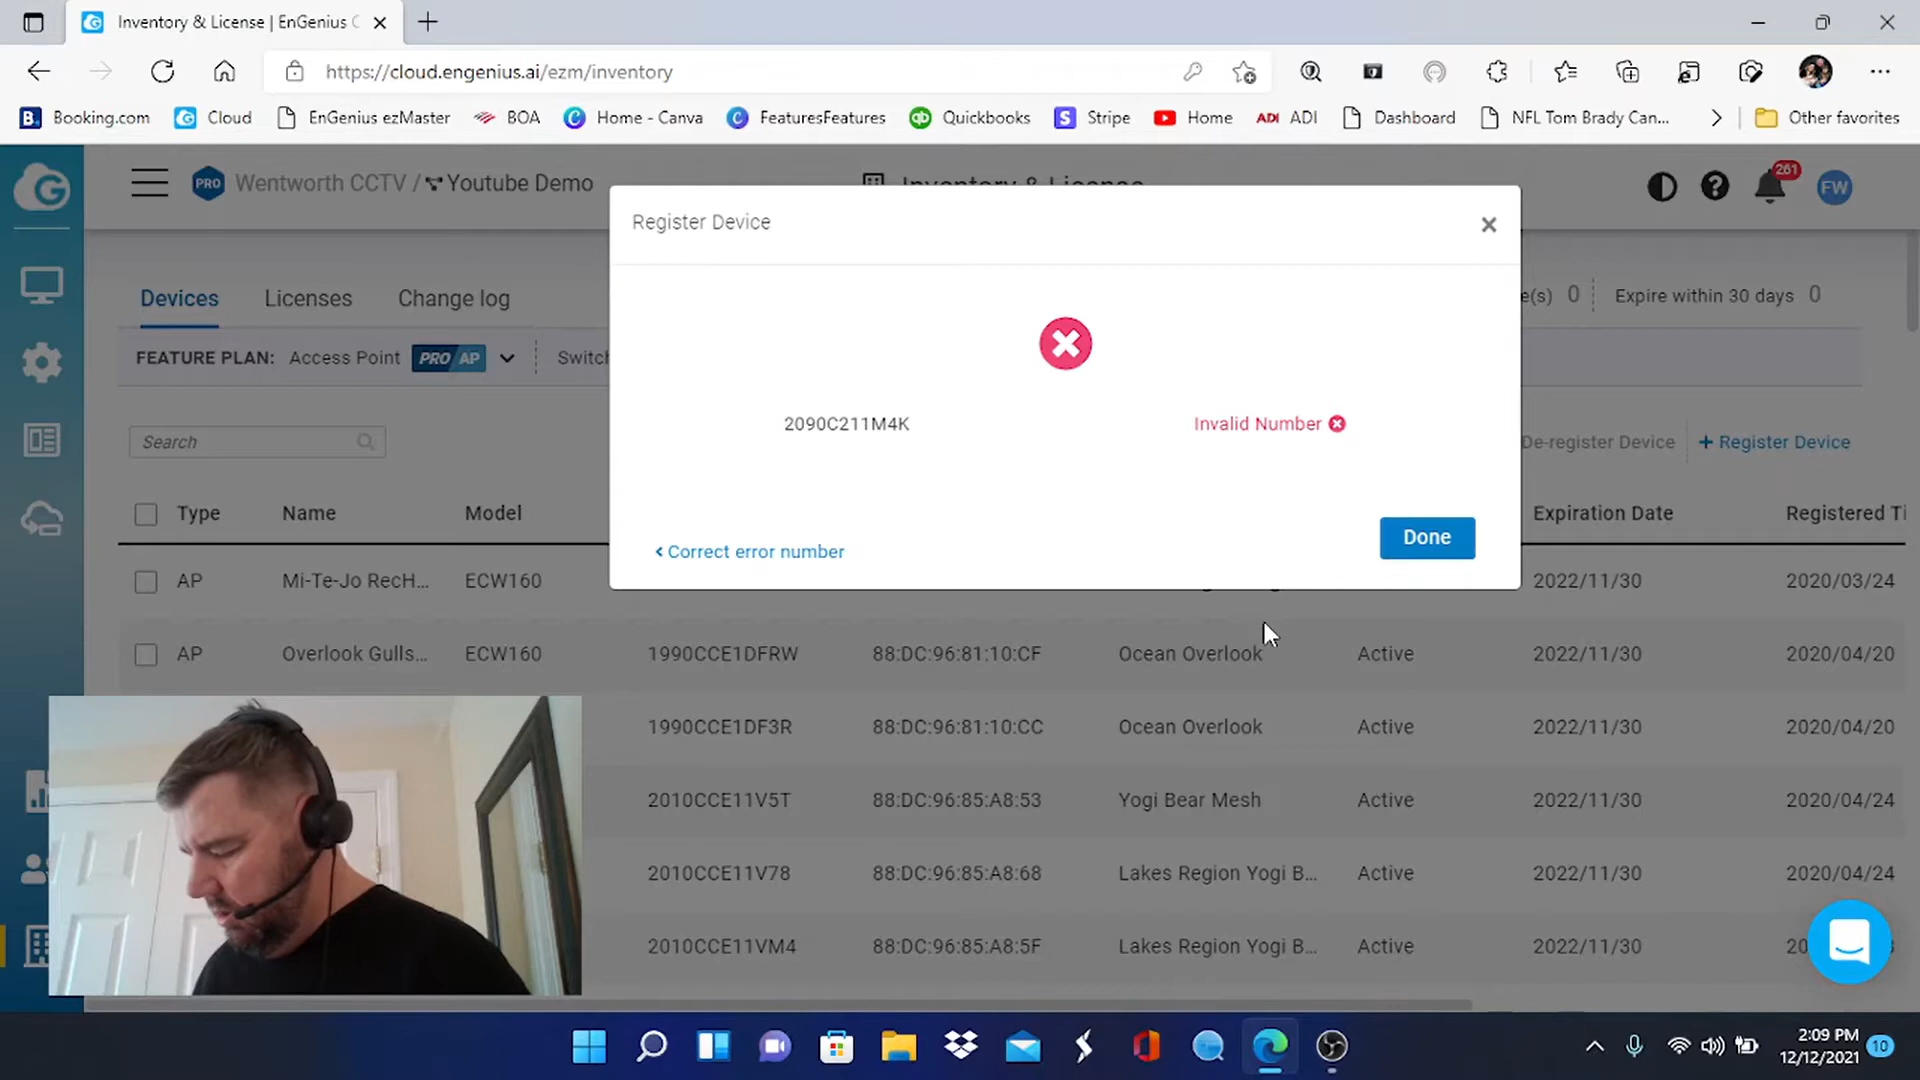 Inventory & License | EnGenius C
https://cloud.engenius.ai/ezm/inventory
B. Booking.com Cloud EnGenius ezMaster BOA Home - Canva FeaturesFeatures Quickbooks Stripe Home ADI ADI Dashboard NFL Tom Brady Can... Other favorites
PRO Wentworth CCTV / Youtube Demo
261
FW
Register Device
Devices Licenses Change log
e(s) 0 Expire within 30 days 0
FEATURE PLAN: Access Point PRO AP Switch
2090C211M4K Invalid Number
Search
De-register Device + Register Device
Type Name Model Expiration Date Registered Ti
Correct error number Done
AP Mi-Te-Jo RecH... ECW160 2022/11/30 2020/03/24
AP Overlook Gulls... ECW160 1990CCE1DFRW 88:DC:96:81:10:CF Ocean Overlook Active 2022/11/30 2020/04/20
1990CCE1DF3R 88:DC:96:81:10:CC Ocean Overlook Active 2022/11/30 2020/04/20
2010CCE11V5T 88:DC:96:85:A8:53 Yogi Bear Mesh Active 2022/11/30 2020/04/24
2010CCE11V78 88:DC:96:85:A8:68 Lakes Region Yogi B... Active 2022/11/30 2020/04/24
2010CCE11VM4 88:DC:96:85:A8:5F Lakes Region Yogi B... Active 2022/11/30
2:09 PM
12/12/2021
10